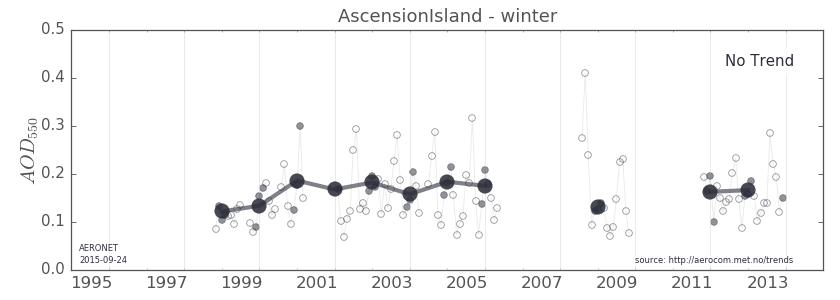 AscensionIsland - winter
0.5
No Trend
0.4
0.3
AOD550
0.2
0.1
AERONET
2015-09-24
source: http://aerocom.met.no/trends
0.0
1995 1997 1999 2001 2003 2005 2007 2009 2011 2013